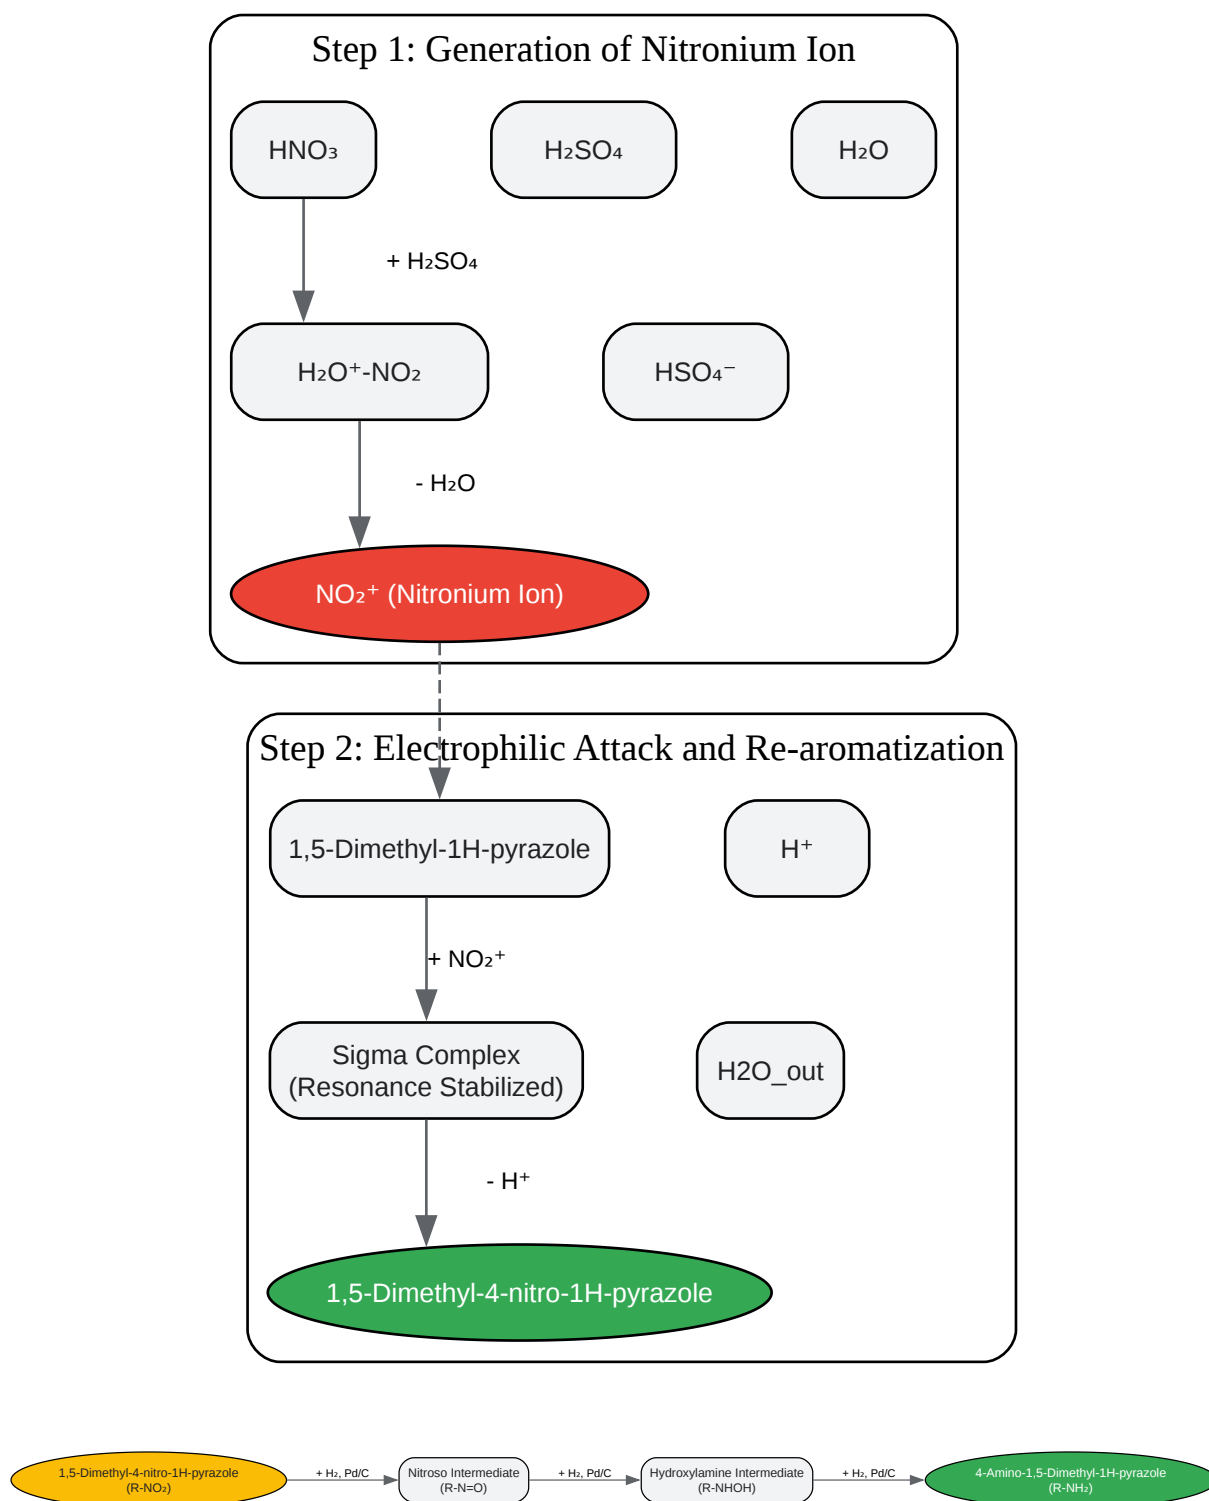 Step 1: Generation of Nitronium Ion
HNO₃
H₂SO₄
H₂O
+ H₂SO₄
H₂O⁺-NO₂
HSO₄⁻
- H₂O
NO₂⁺ (Nitronium Ion)
Step 2: Electrophilic Attack and Re-aromatization
1,5-Dimethyl-1H-pyrazole
H⁺
+ NO₂⁺
Sigma Complex
(Resonance Stabilized)
H2O_out
- H⁺
1,5-Dimethyl-4-nitro-1H-pyrazole
1,5-Dimethyl-4-nitro-1H-pyrazole
(R-NO₂)
+ H₂, Pd/C
Nitroso Intermediate
(R-N=O)
+ H₂, Pd/C
Hydroxylamine Intermediate
(R-NHOH)
+ H₂, Pd/C
4-Amino-1,5-Dimethyl-1H-pyrazole
(R-NH₂)